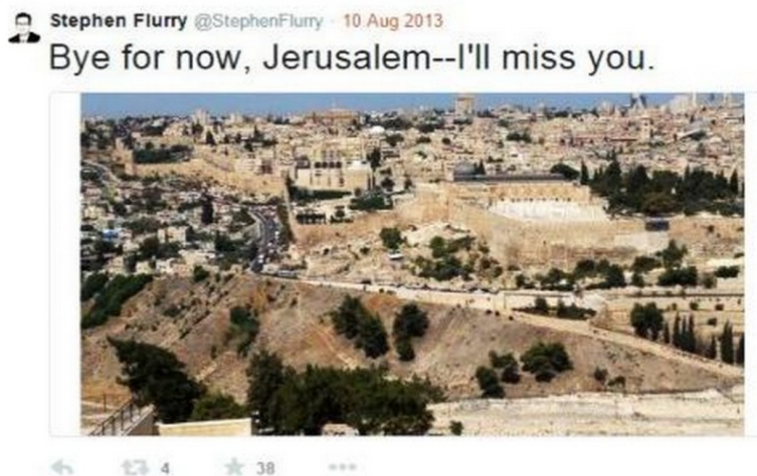 Stephen Flurry @StephenFlurry · 10 Aug 2013
Bye for now, Jerusalem--I'll miss you.
4 38